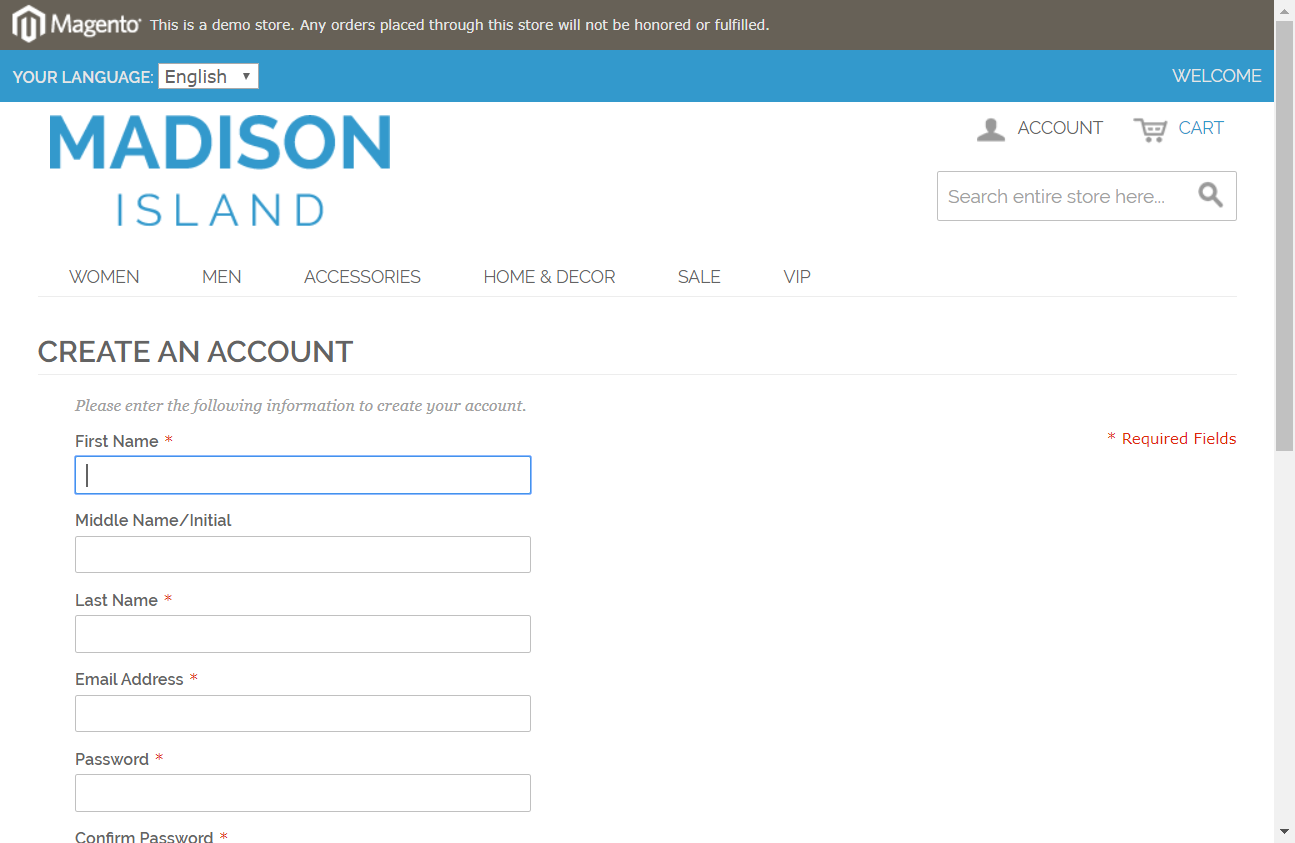 Magento This is a demo store. Any orders placed through this store will not be honored or fulfilled.
YOUR LANGUAGE: English WELCOME
MADISON
ISLAND
ACCOUNT CART
Search entire store here...
WOMEN MEN ACCESSORIES HOME & DECOR SALE VIP
CREATE AN ACCOUNT
Please enter the following information to create your account.
First Name *
* Required Fields
Middle Name/Initial
Last Name *
Email Address *
Password *
Confirm Password *